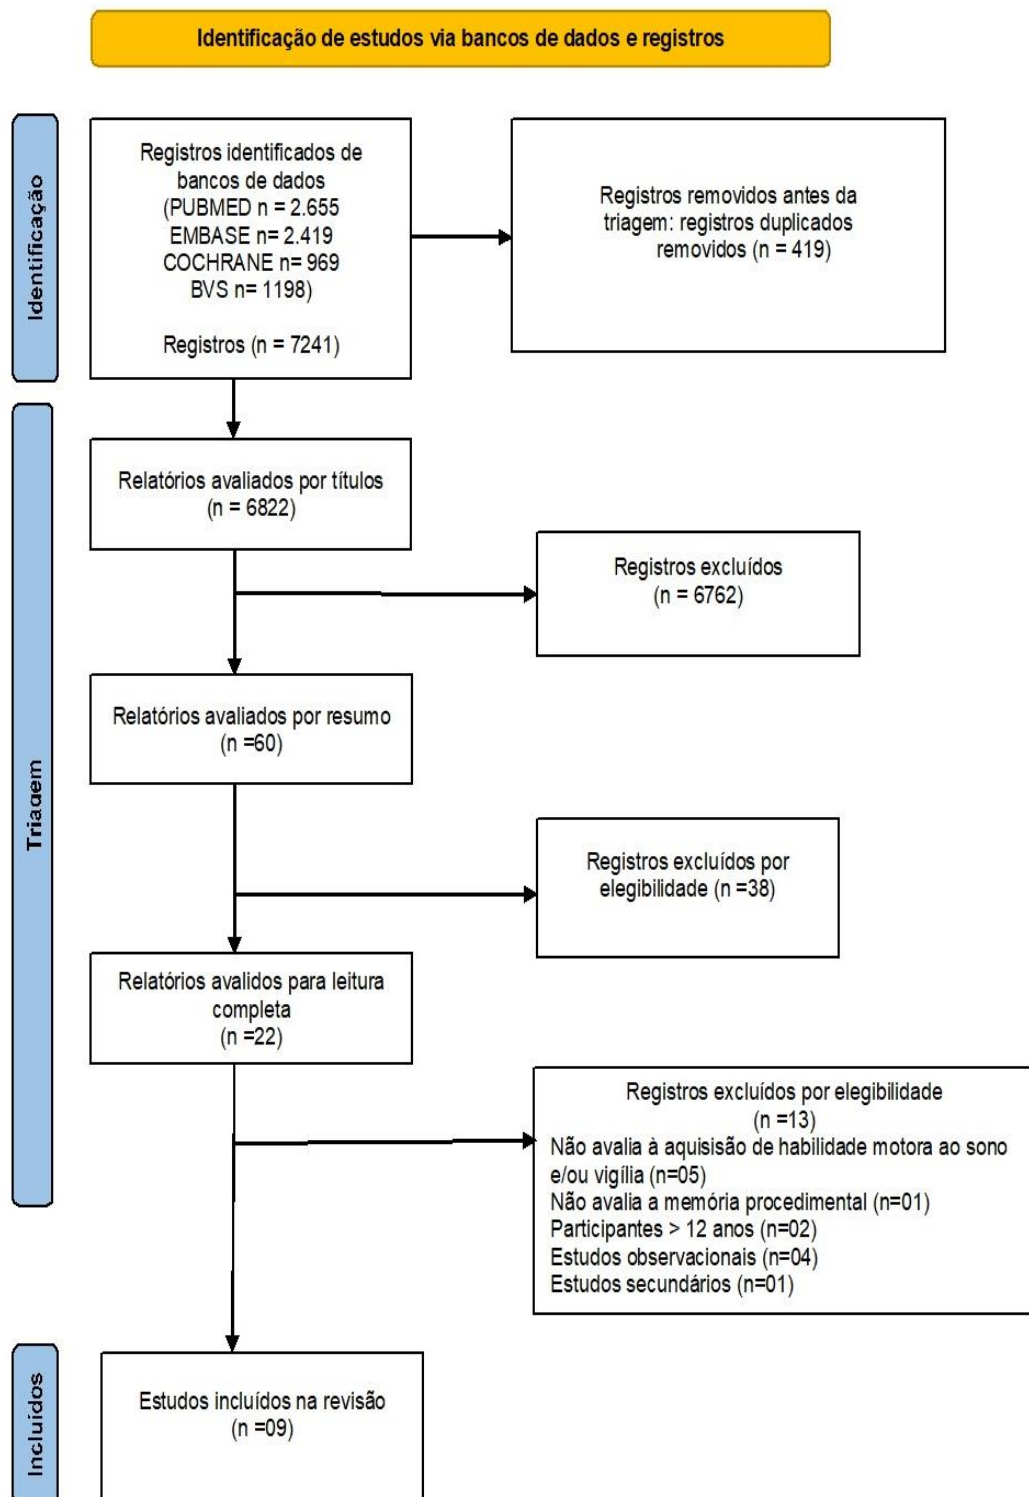 Identificação de estudos via bancos de dados e registros
Identificação
Registros identificados de
bancos de dados
(PUBMED n = 2.655
EMBASE n= 2.419
COCHRANE n= 969
BVS n= 1198)
Registros (n = 7241)
Registros removidos antes da
triagem: registros duplicados
removidos (n = 419)
Triagem
Relatórios avaliados por títulos
(n = 6822)
Registros excluídos
(n = 6762)
Relatórios avaliados por resumo
(n =60)
Registros excluídos por
elegibilidade (n =38)
Relatórios avalidos para leitura
completa
(n =22)
Registros excluídos por elegibilidade
(n =13)
Não avalia à aquisisão de habilidade motora ao sono
e/ou vigília (n=05)
Não avalia a memória procedimental (n=01)
Participantes > 12 anos (n=02)
Estudos observacionais (n=04)
Estudos secundários (n=01)
Incluídos
Estudos incluídos na revisão
(n =09)